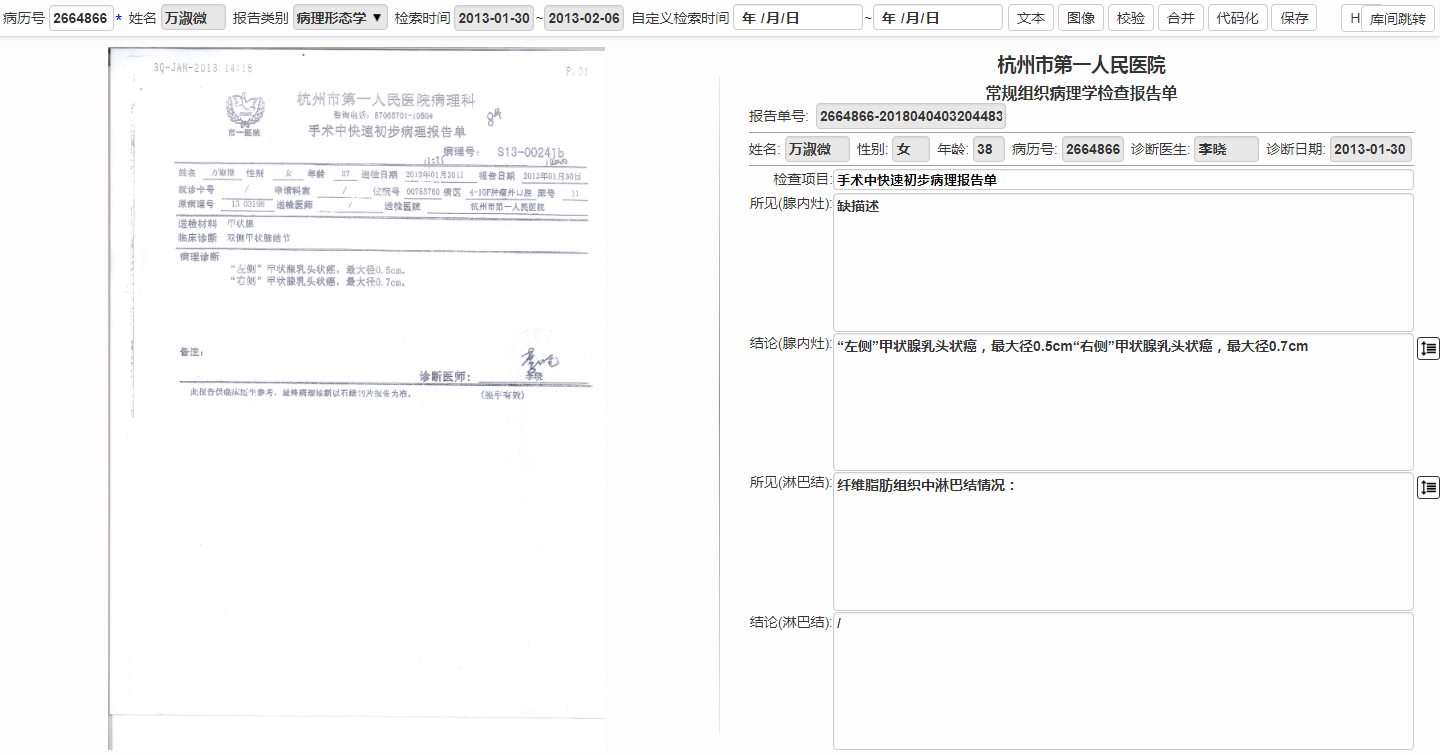 病历号 2664866 * 姓名 万淑微 报告类别 病理形态学 ▼ 检索时间 2013-01-30 ~ 2013-02-06 自定义检索时间 年 /月/日 ~ 年 /月/日 文本 图像 校验 合并 代码化 保存 H 库间跳转
30-JAN-2013 14:18 P.01
杭州市第一人民医院病理科
咨询电话：87065701-10504
手术中快速初步病理报告单
市一医院
病理号： S13-00241b
姓名 万淑微 性别 女 年龄 37 送检日期 2013年01月30日 报告日期 2013年01月30日
就诊卡号 / 申请科室 / 住院号 00753760 病区 4-10F肿瘤外口腔 床号 11
原病理号 13 03198 送检医师 / 送检医院 杭州市第一人民医院
送检材料 甲状腺
临床诊断 双侧甲状腺结节
病理诊断
“左侧”甲状腺乳头状癌，最大径0.5cm。
“右侧”甲状腺乳头状癌，最大径0.7cm。
备注：
诊断医师： 李晓
此报告供临床医生参考，最终病理诊断以石蜡切片报告为准。 (签字有效)
杭州市第一人民医院
常规组织病理学检查报告单
报告单号: 2664866-2018040403204483
姓名: 万淑微 性别: 女 年龄: 38 病历号: 2664866 诊断医生: 李晓 诊断日期: 2013-01-30
检查项目: 手术中快速初步病理报告单
所见(腺内灶): 缺描述
结论(腺内灶): “左侧”甲状腺乳头状癌，最大径0.5cm“右侧”甲状腺乳头状癌，最大径0.7cm
所见(淋巴结): 纤维脂肪组织中淋巴结情况：
结论(淋巴结): /